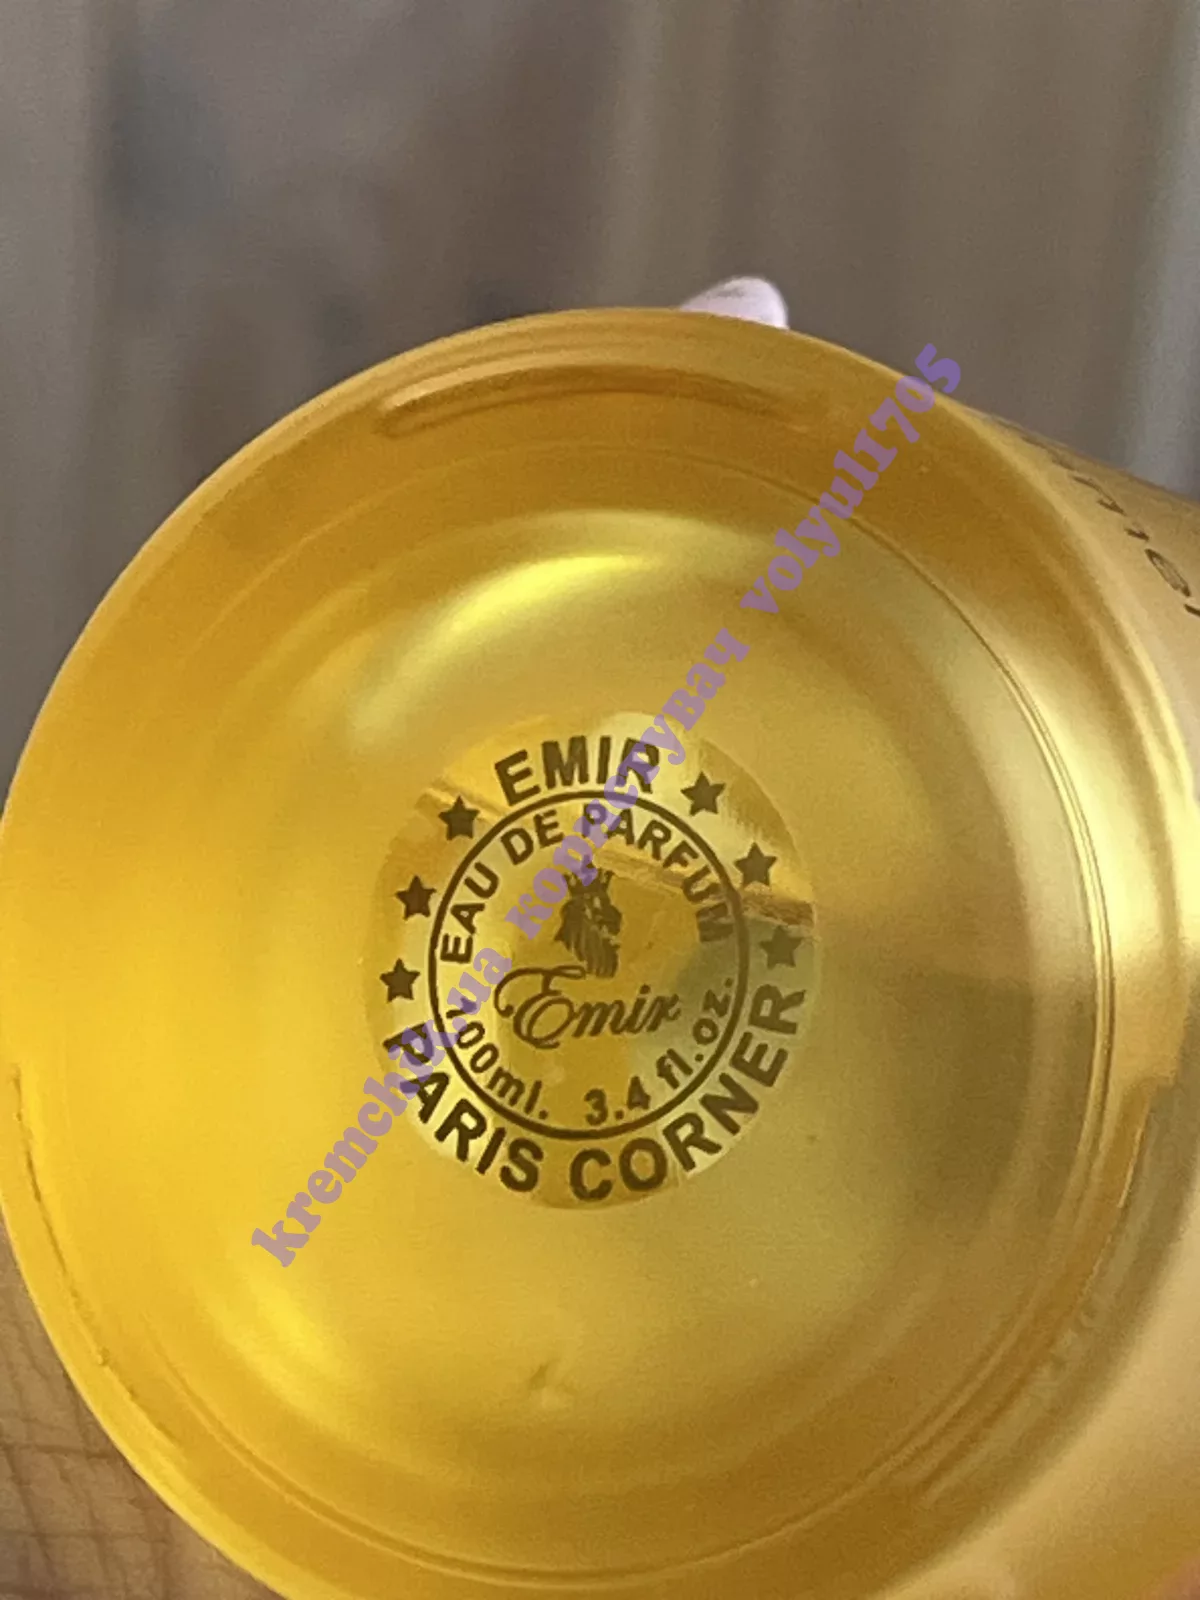 EMIR
EAU DE PARFUM
Emir
100ml. 3.4 fl.oz.
PARIS CORNER
kremchik.ua користувач volyul1705